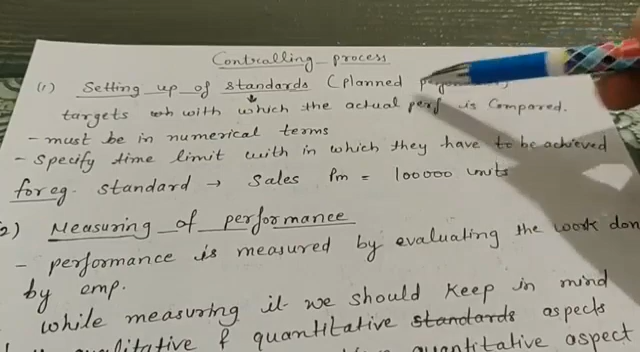 Contralling process
(1) Setting up of standards (planned
targets with which the actual perf is compared.
- must be in numerical terms
- Specify time limit with in which they have to be achieved
for eg. standard → Sales Pm = 100000 units
2) Measuring of performance
- performance is measured by evaluating the work don
by emp.
while measuring it we should keep in mind
qualitative & quantitative standards aspects
quantitative aspect